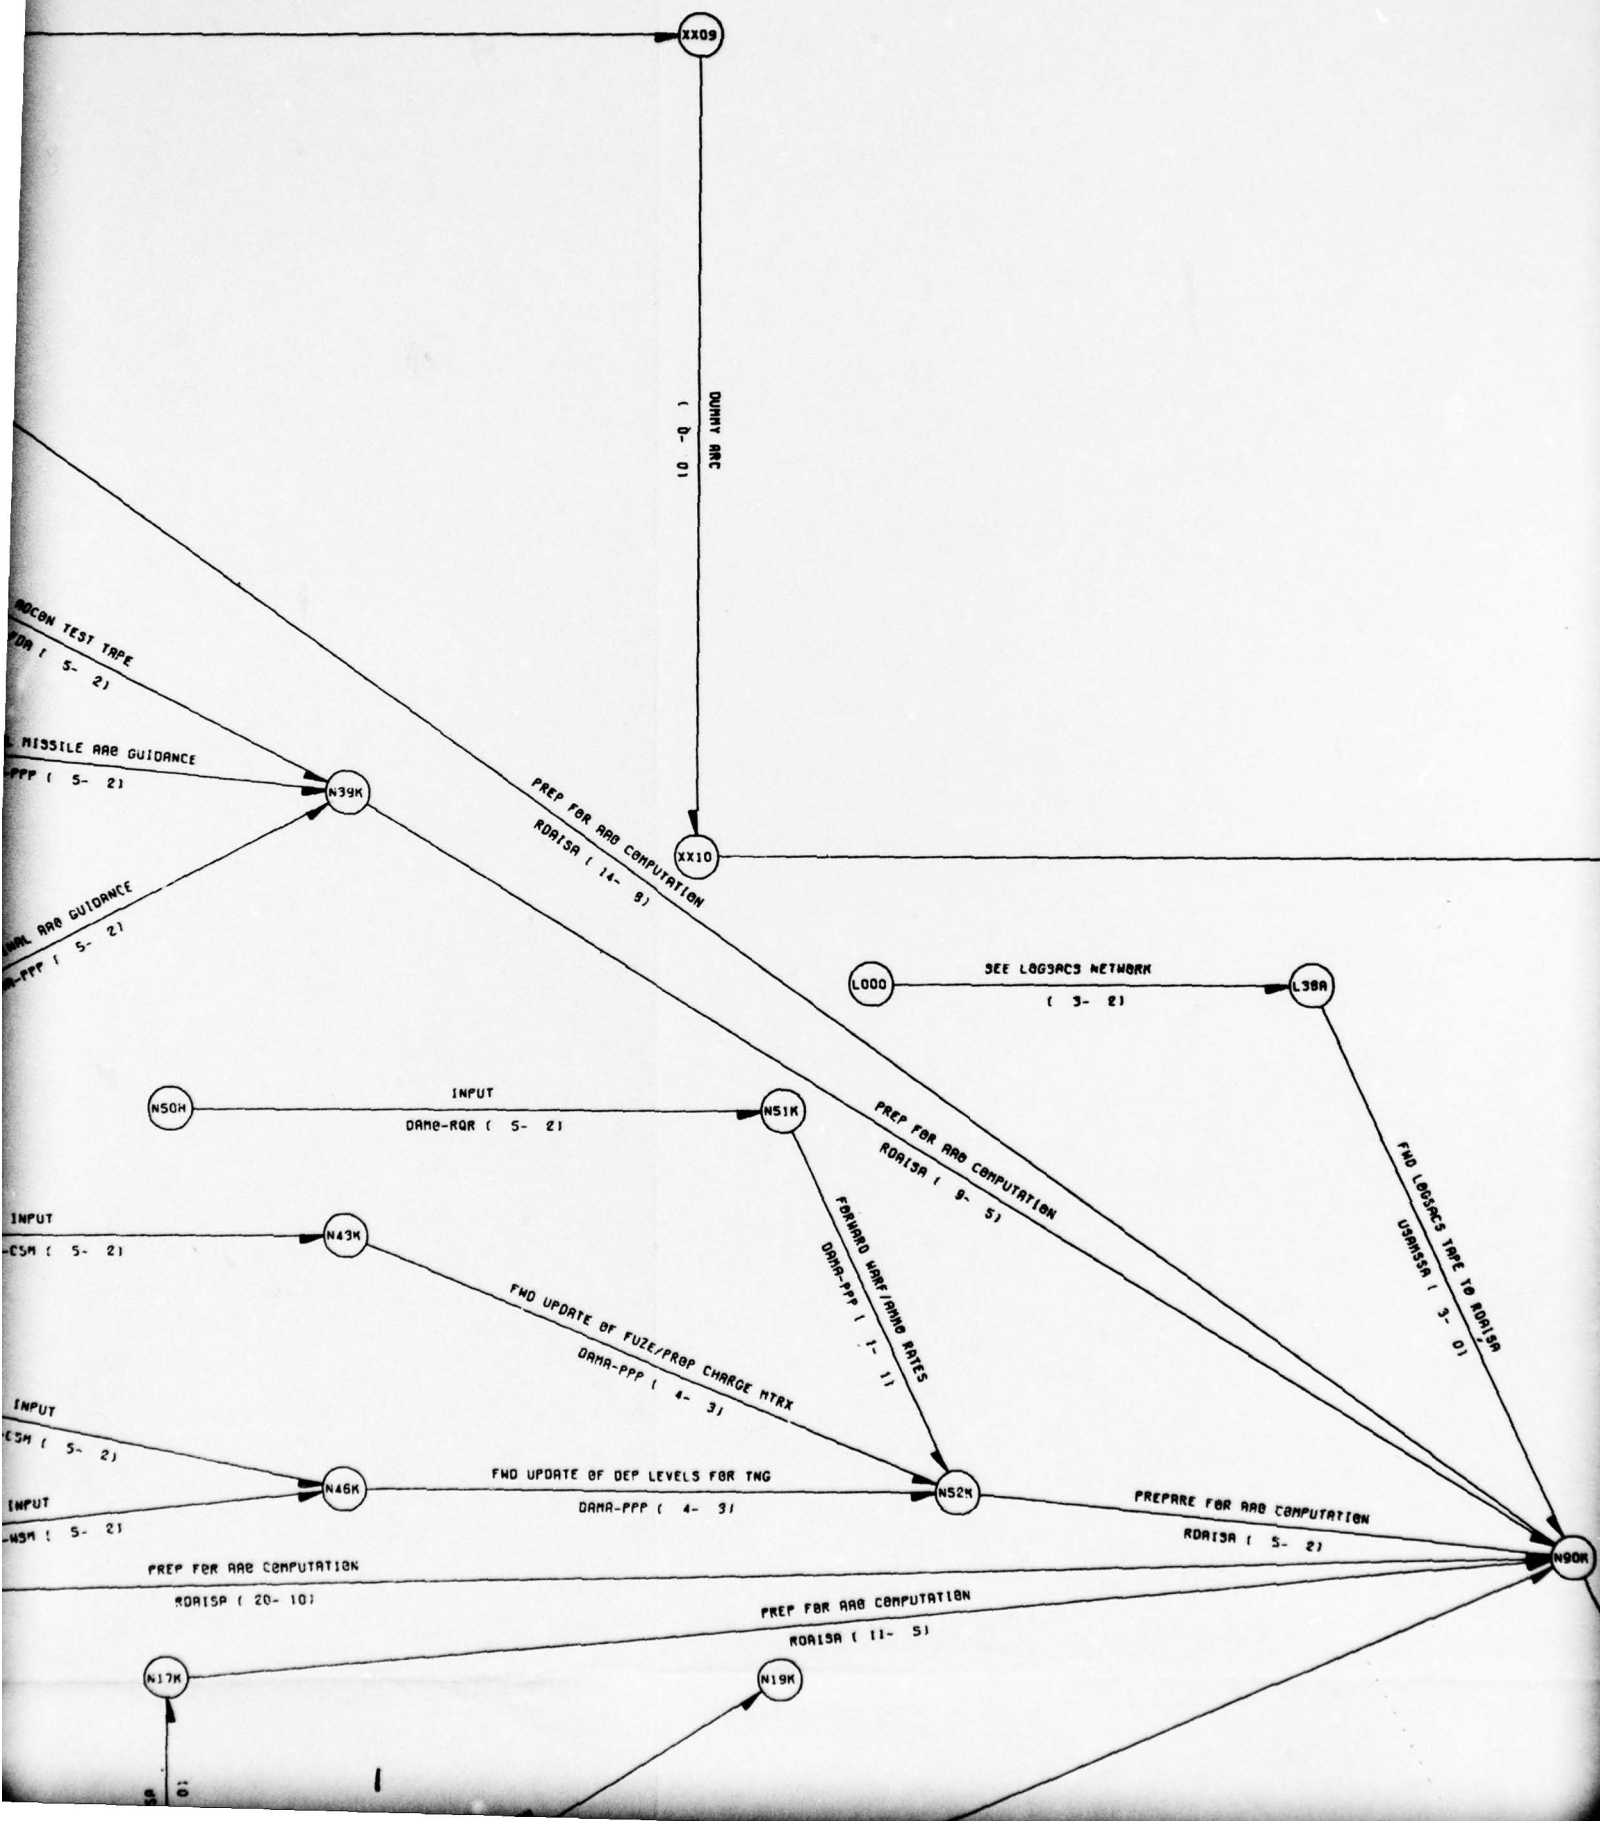 XX09
DUMMY ARC
( 0- 0)
ADCON TEST TAPE
( 5- 2)
MISSILE AAO GUIDANCE
-PPP ( 5- 2)
N39K
PREP FOR AAO COMPUTATION
RDAISA ( 14- 8)
XX10
AAO GUIDANCE
-PPP ( 5- 2)
L000
SEE LOGSACS NETWORK
( 3- 2)
L38A
N50H
INPUT
DAMO-RQR ( 5- 2)
N51K
PREP FOR AAO COMPUTATION
RDAISA ( 9- 5)
FWD LOGSACS TAPE TO RDAISA
USAMSSA ( 3- 0)
INPUT
-CSM ( 5- 2)
N43K
FORWARD WARF/AMMO RATES
DAMA-PPP ( 1- 1)
FWD UPDATE OF FUZE/PROP CHARGE MTRX
DAMA-PPP ( 4- 3)
INPUT
-CSM ( 5- 2)
N46K
FWD UPDATE OF DEP LEVELS FOR TNG
DAMA-PPP ( 4- 3)
N52K
PREPARE FOR AAO COMPUTATION
RDAISA ( 5- 2)
INPUT
-WSM ( 5- 2)
N90K
PREP FOR AAO COMPUTATION
RDAISA ( 20- 10)
PREP FOR AAO COMPUTATION
RDAISA ( 11- 5)
N17K
N19K
SA
0)